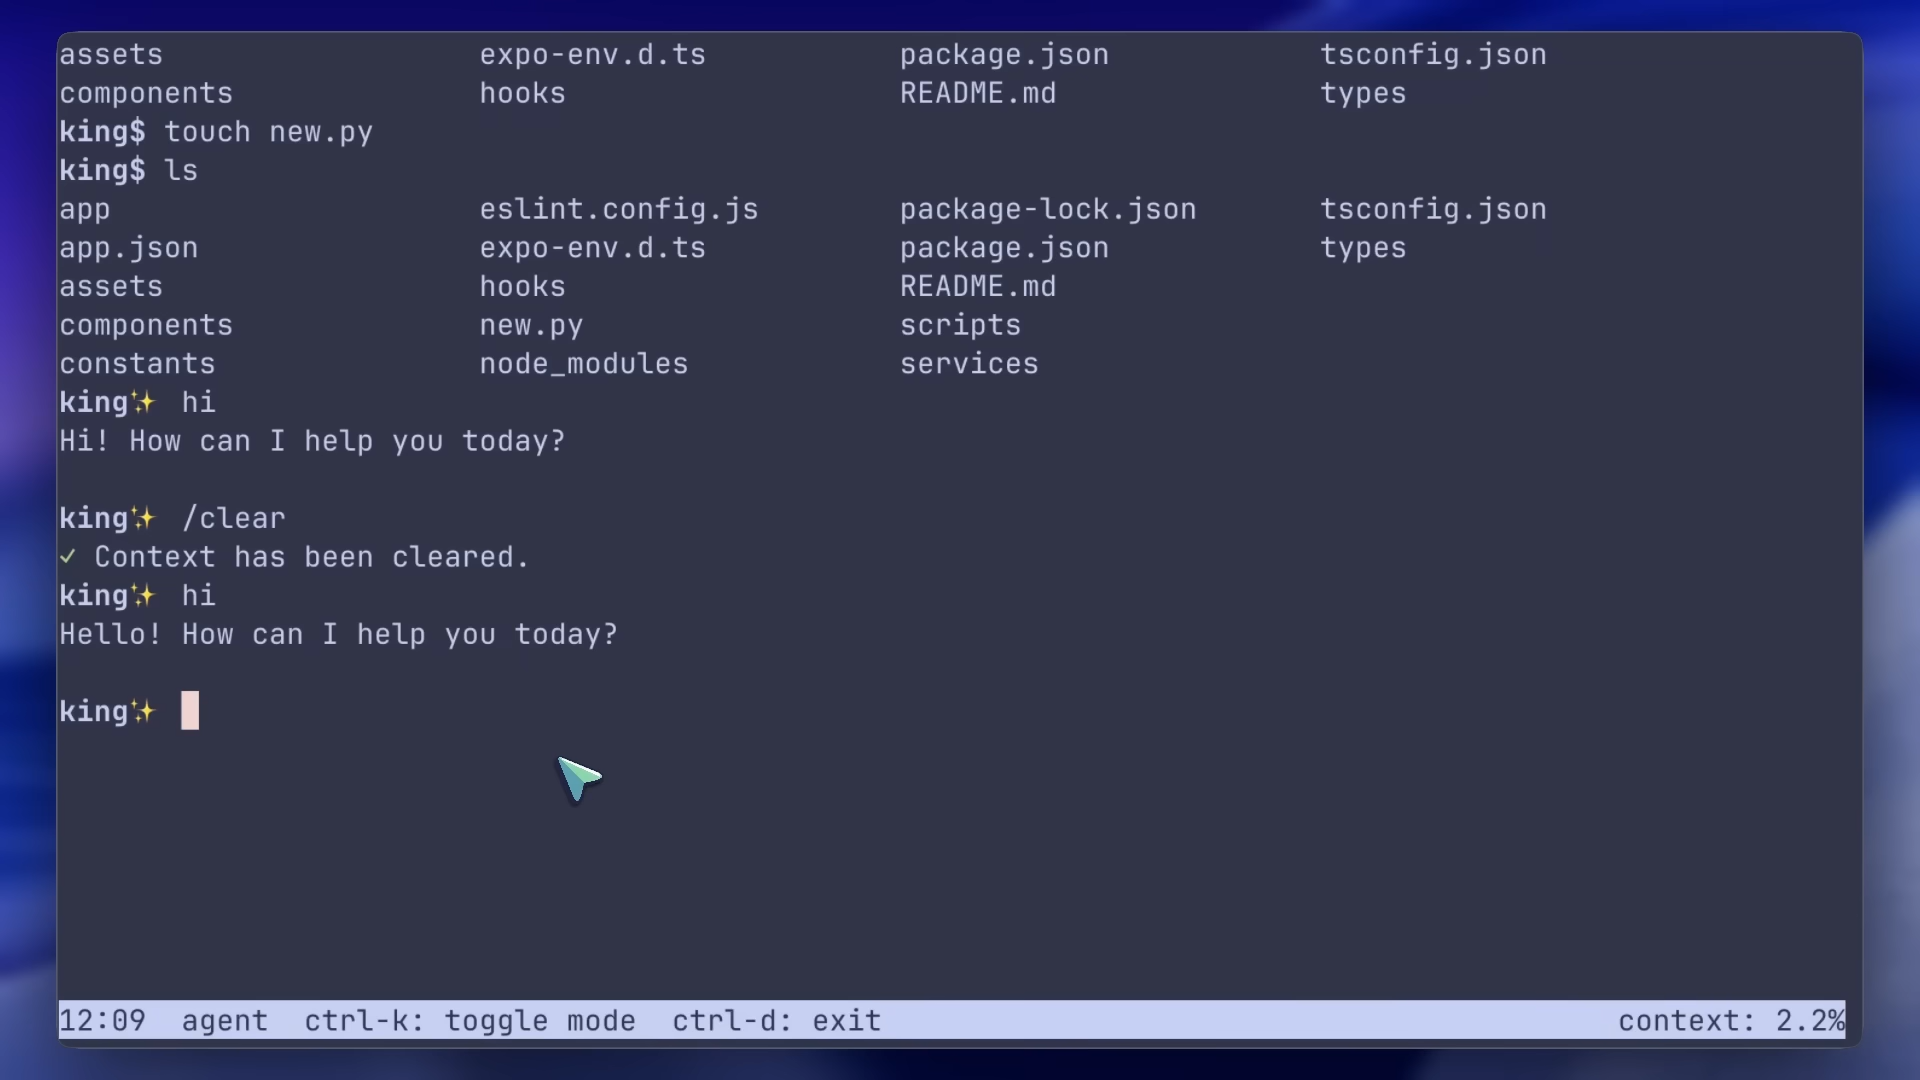 assets expo-env.d.ts package.json tsconfig.json
components hooks README.md types
king$ touch new.py
king$ ls
app eslint.config.js package-lock.json tsconfig.json
app.json expo-env.d.ts package.json types
assets hooks README.md
components new.py scripts
constants node_modules services
king✨ hi
Hi! How can I help you today?
king✨ /clear
✓ Context has been cleared.
king✨ hi
Hello! How can I help you today?
king✨
12:09 agent ctrl-k: toggle mode ctrl-d: exit context: 2.2%